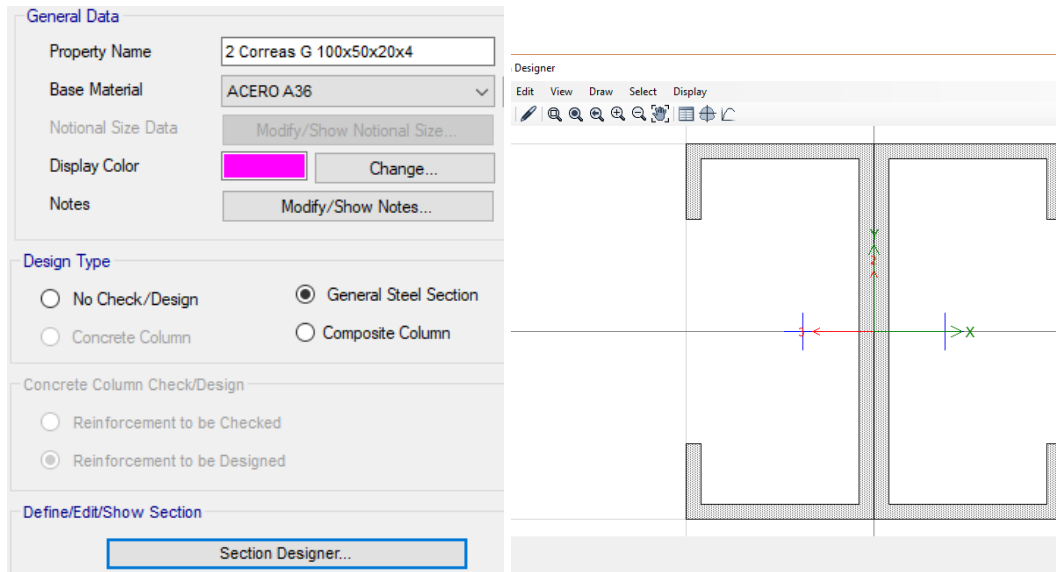 General Data
Property Name
2 Correas G 100x50x20x4
Base Material
ACERO A36
Notional Size Data
Modify/Show Notional Size...
Display Color
Change...
Notes
Modify/Show Notes...
Design Type
No Check/Design
General Steel Section
Concrete Column
Composite Column
Concrete Column Check/Design
Reinforcement to be Checked
Reinforcement to be Designed
Define/Edit/Show Section
Section Designer...
Designer
Edit View Draw Select Display
Y
2
3
X